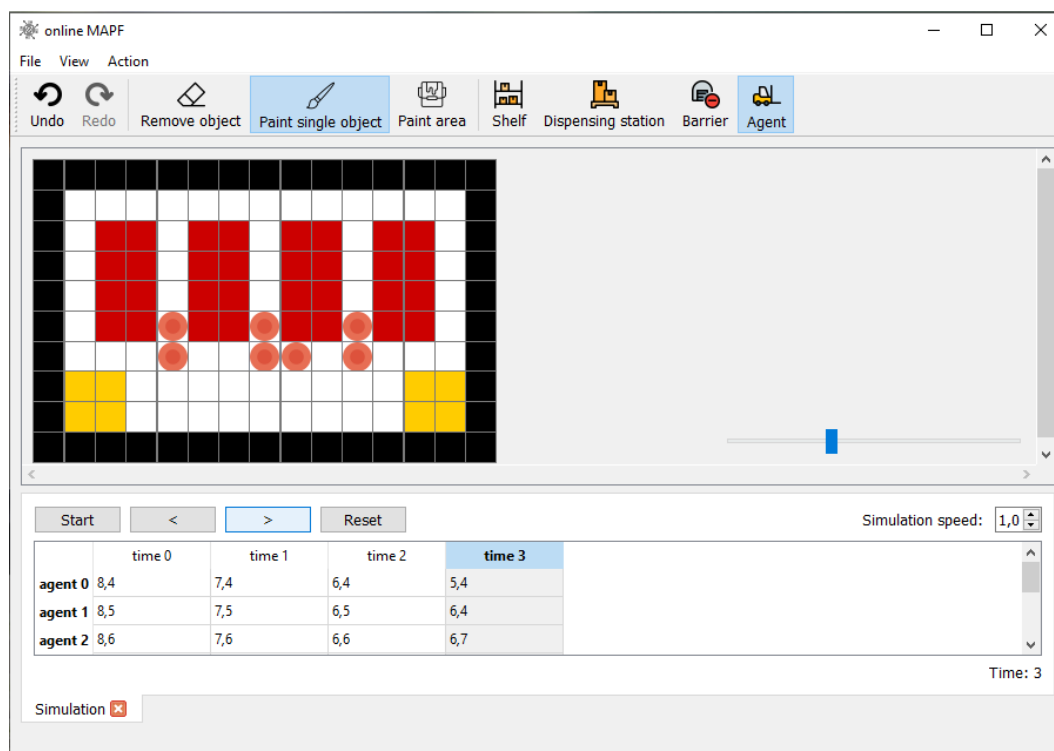 online MAPF
File View Action
Undo Redo Remove object Paint single object Paint area Shelf Dispensing station Barrier Agent
Start < > Reset Simulation speed: 1,0
time 0 time 1 time 2 time 3
agent 0 8,4 7,4 6,4 5,4
agent 1 8,5 7,5 6,5 6,4
agent 2 8,6 7,6 6,6 6,7
Time: 3
Simulation